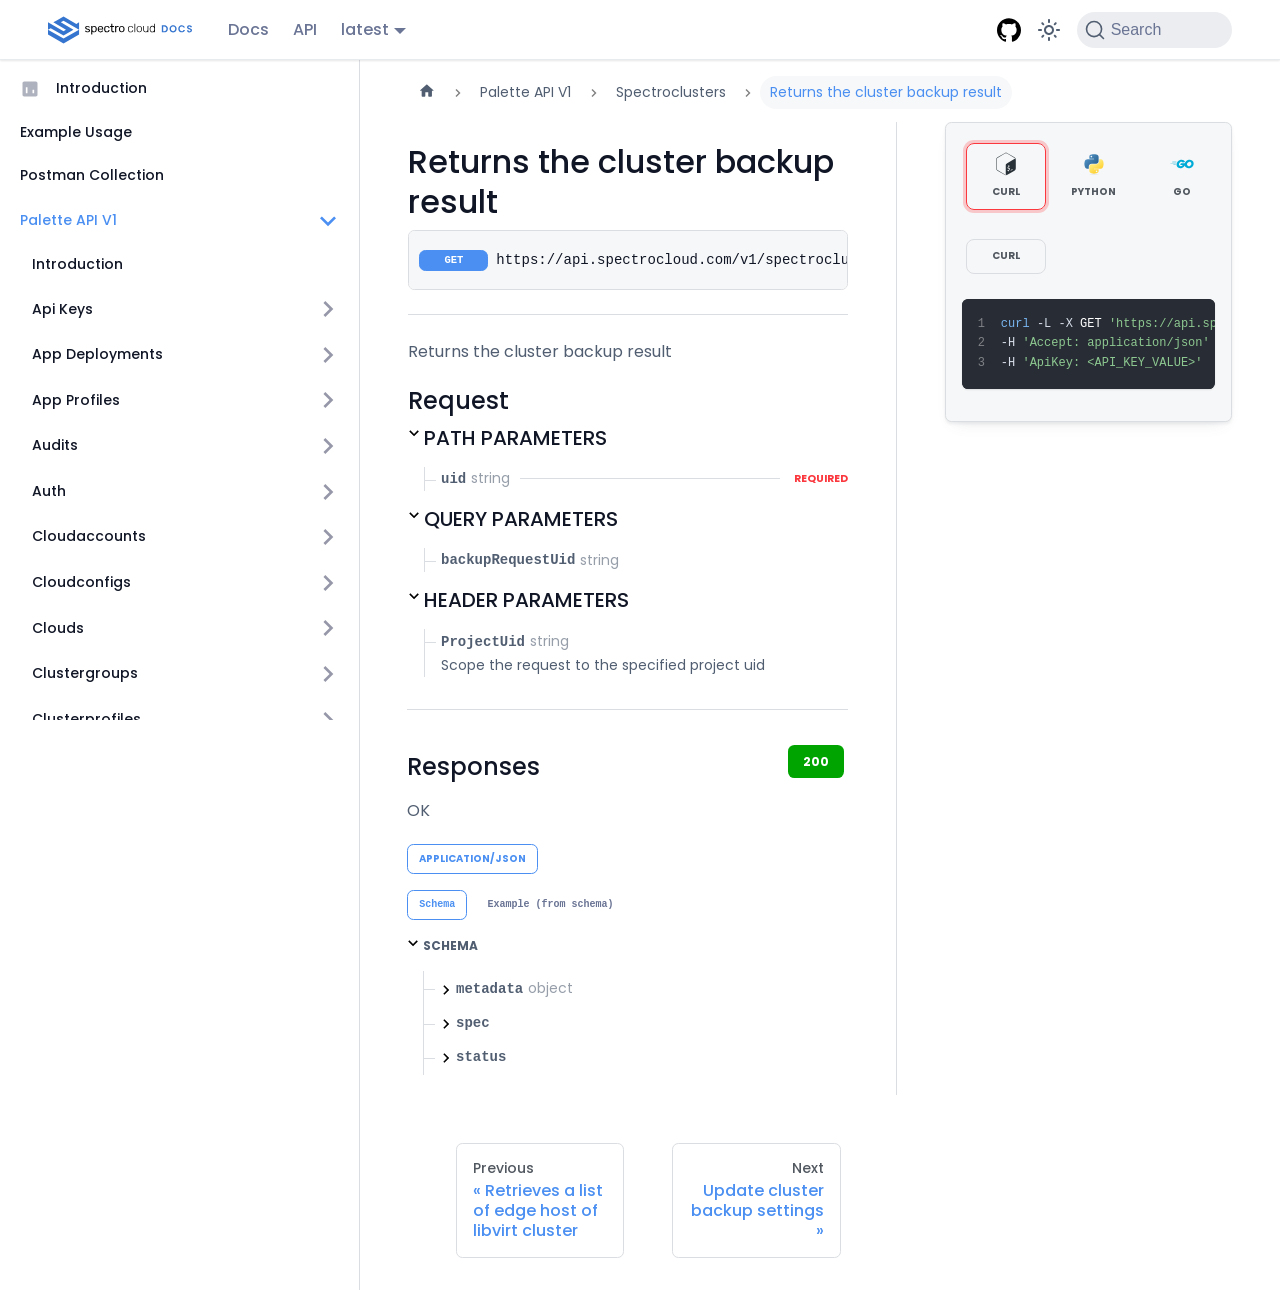 spectro cloud DOCS
Docs
API
latest
Search
Introduction
Example Usage
Postman Collection
Palette API V1
Introduction
Api Keys
App Deployments
App Profiles
Audits
Auth
Cloudaccounts
Cloudconfigs
Clouds
Clustergroups
Clusterprofiles
Palette API V1
Spectroclusters
Returns the cluster backup result
Returns the cluster backup
result
GET https://api.spectrocloud.com/v1/spectroclu
Returns the cluster backup result
Request
PATH PARAMETERS
uid string REQUIRED
QUERY PARAMETERS
backupRequestUid string
HEADER PARAMETERS
ProjectUid string
Scope the request to the specified project uid
Responses
200
OK
APPLICATION/JSON
Schema
Example (from schema)
SCHEMA
metadata object
spec
status
CURL
PYTHON
GO
CURL
1 curl -L -X GET 'https://api.sp
2 -H 'Accept: application/json'
3 -H 'ApiKey: <API_KEY_VALUE>'
Previous
« Retrieves a list
of edge host of
libvirt cluster
Next
Update cluster
backup settings
»